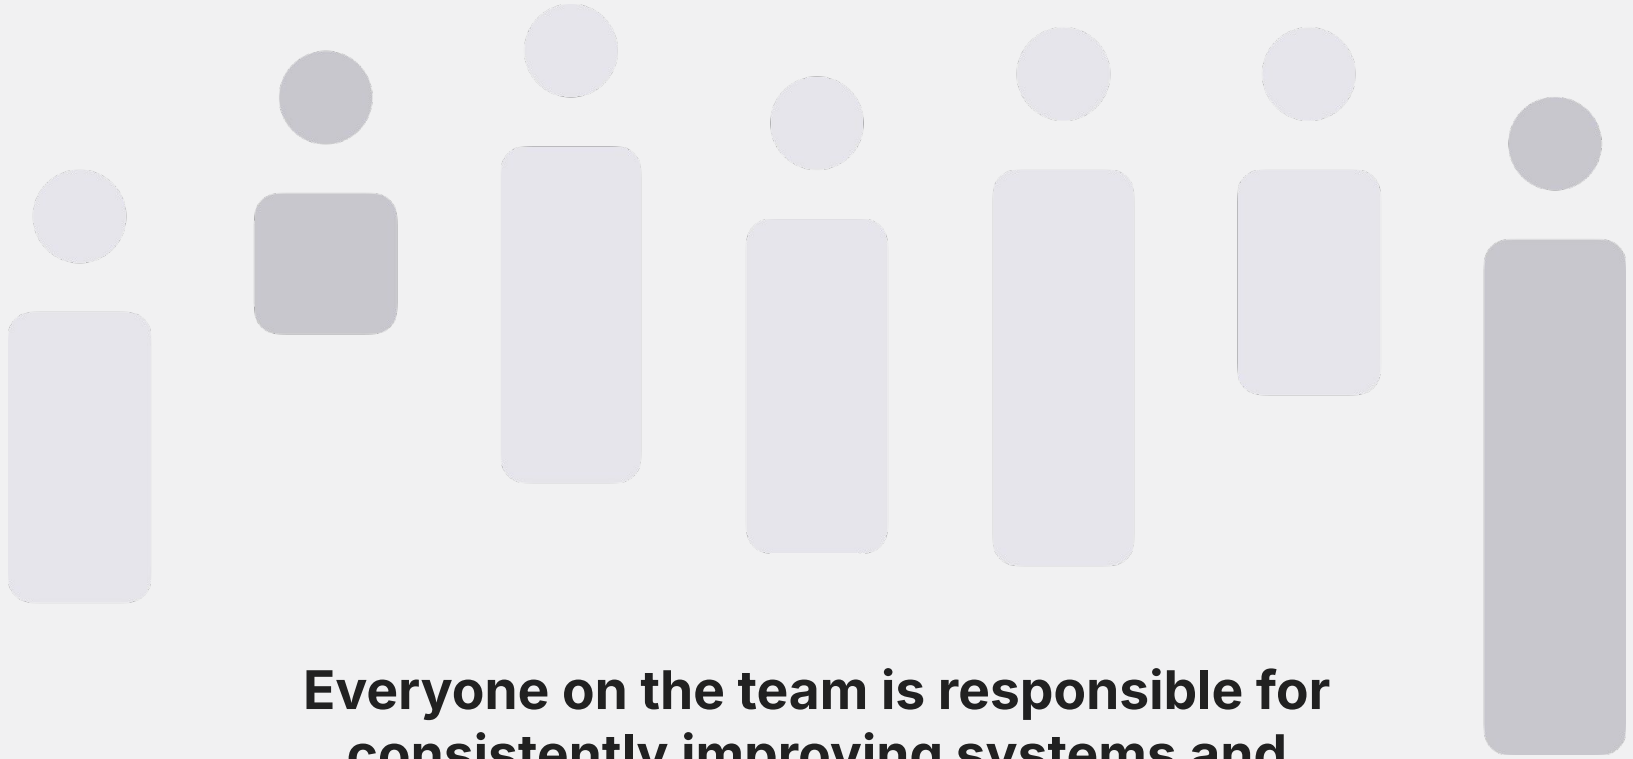 Everyone on the team is responsible for
consistently improving systems and